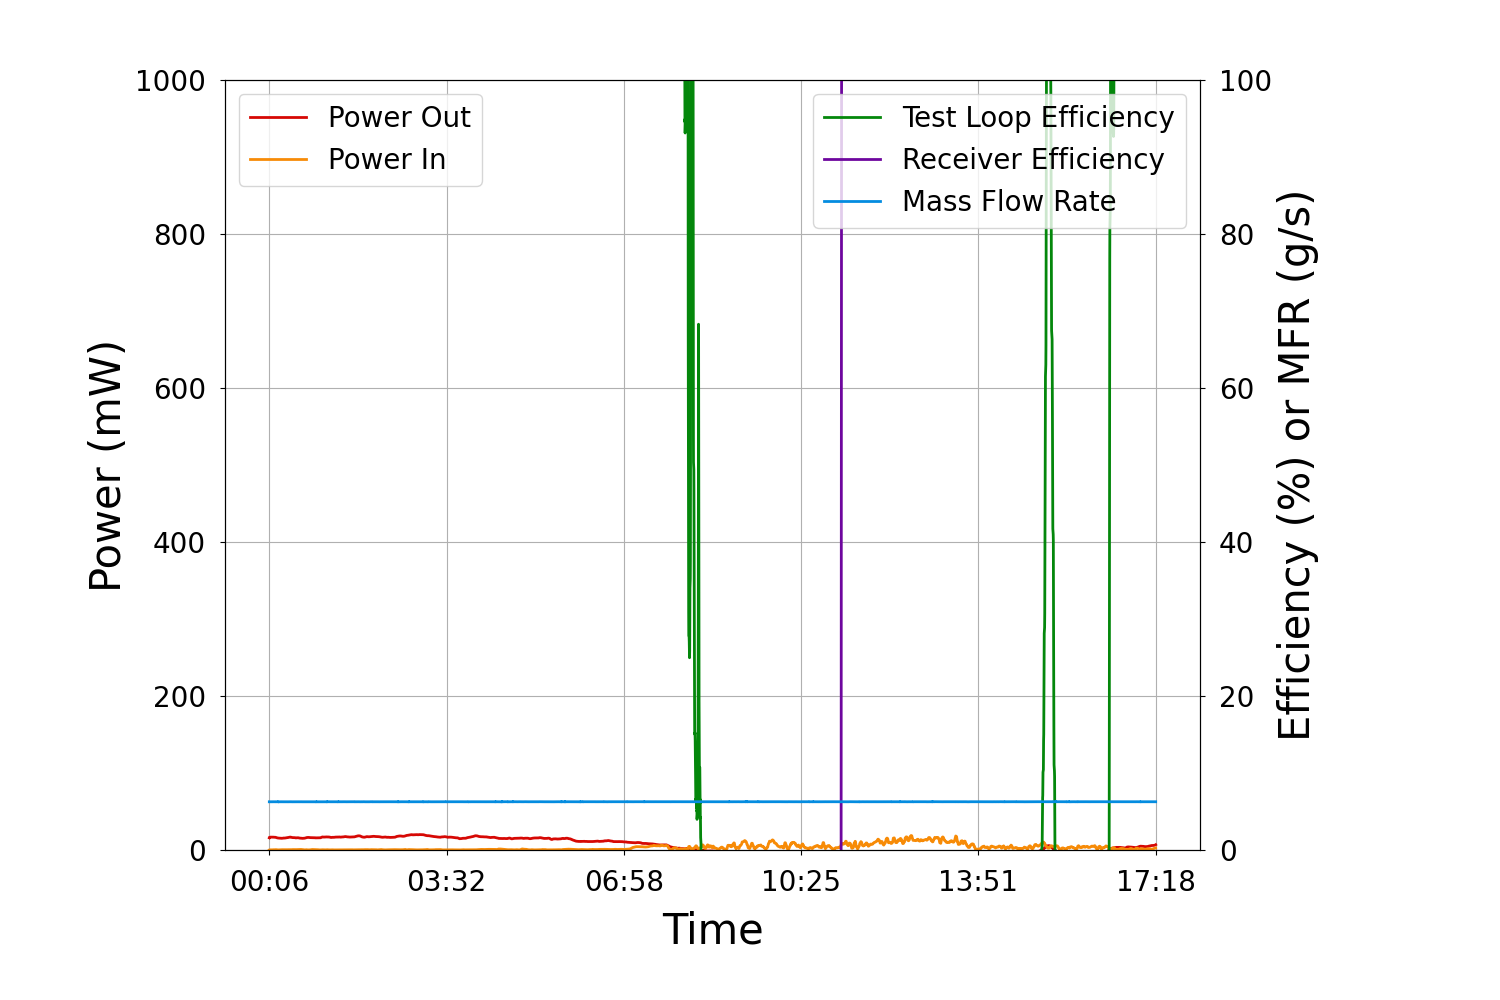 Power Out
Power In
Test Loop Efficiency
Receiver Efficiency
Mass Flow Rate
1000
800
600
400
200
0
Power (mW)
100
80
60
40
20
0
Efficiency (%) or MFR (g/s)
00:06 03:32 06:58 10:25 13:51 17:18
Time